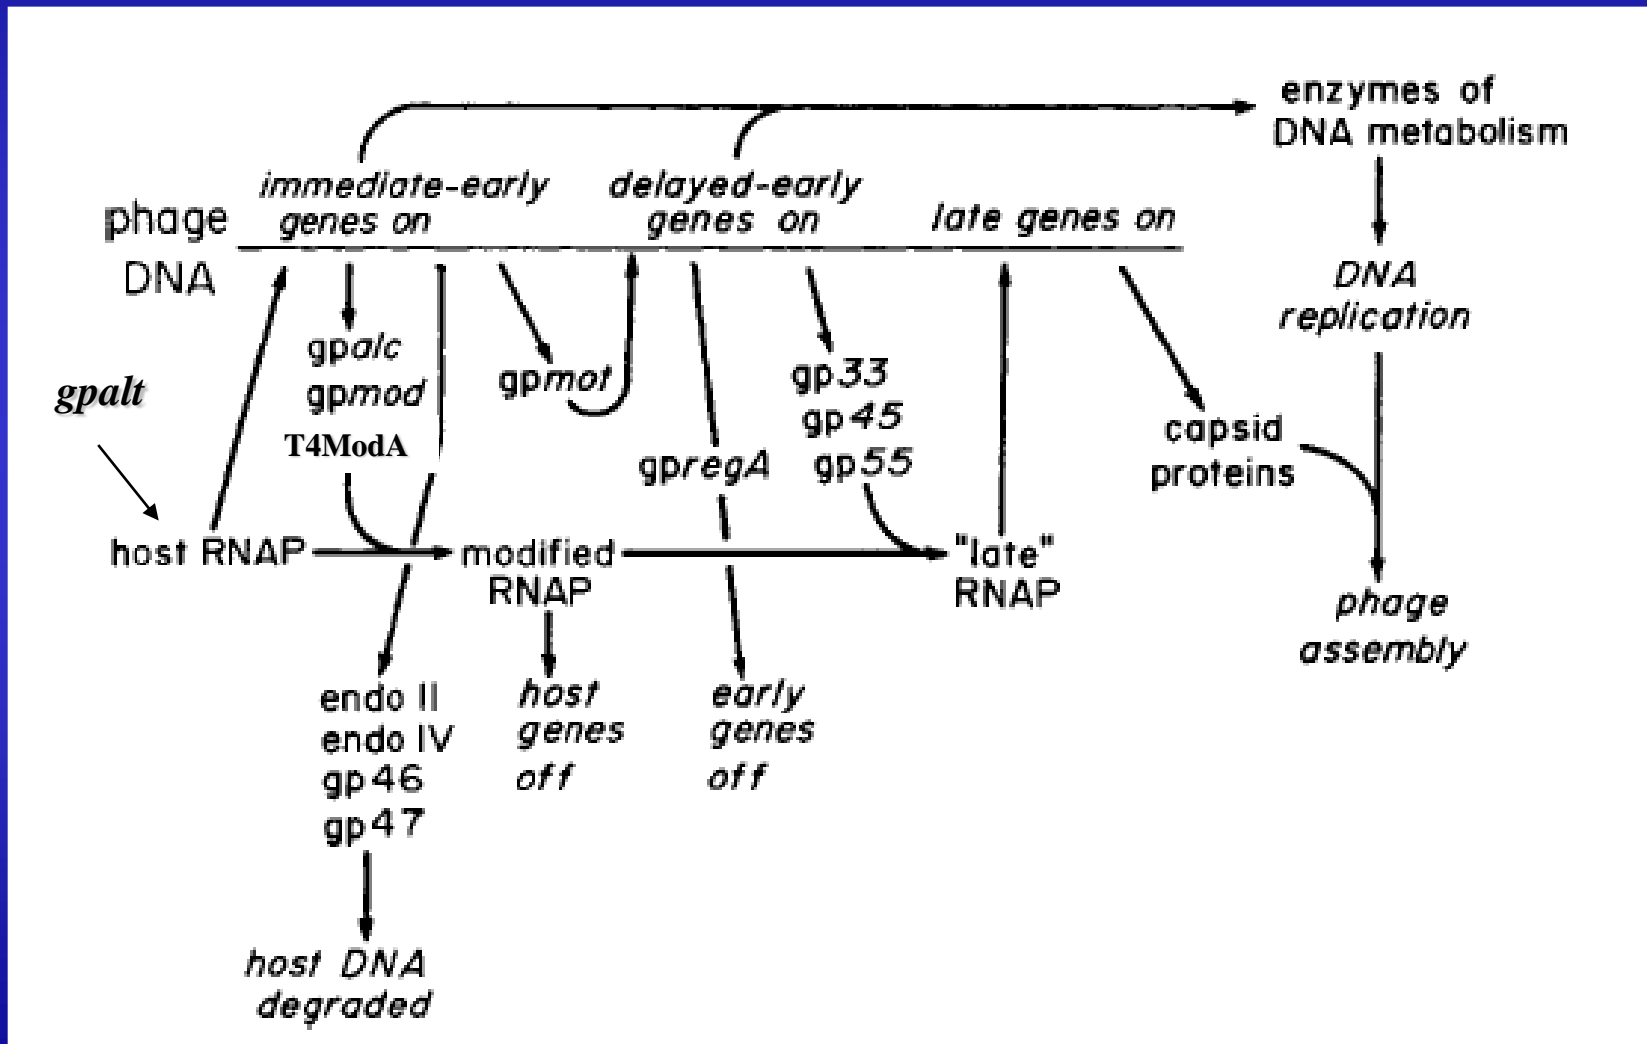 enzymes of
DNA metabolism
immediate-early
genes on
delayed-early
genes on
late genes on
phage
DNA
DNA
replication
gpalc
gpmod
T4ModA
gpmot
gp33
gp45
gp55
gpregA
gpalt
capsid
proteins
host RNAP
modified
RNAP
"late"
RNAP
phage
assembly
endo II
endo IV
gp46
gp47
host
genes
off
early
genes
off
host DNA
degraded